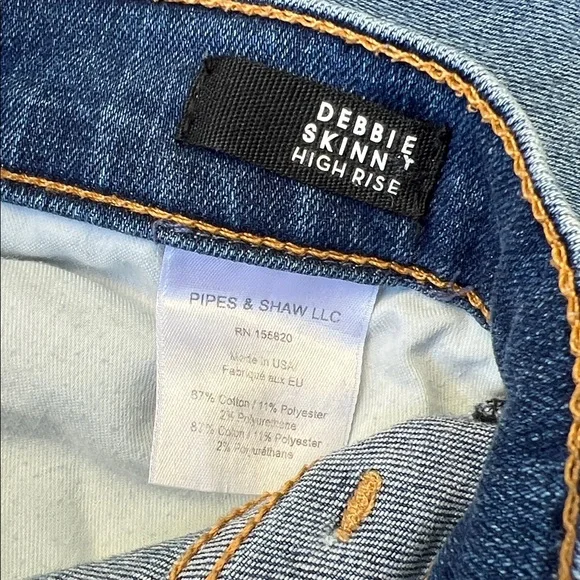 DEBBIE
SKINNY
HIGH RISE
PIPES & SHAW LLC
RN 155820
Made in USA/
Fabriqué aux EU
87% Cotton / 11% Polyester
2% Polyurethane
87% Coton / 11% Polyester
2% Polyuréthane